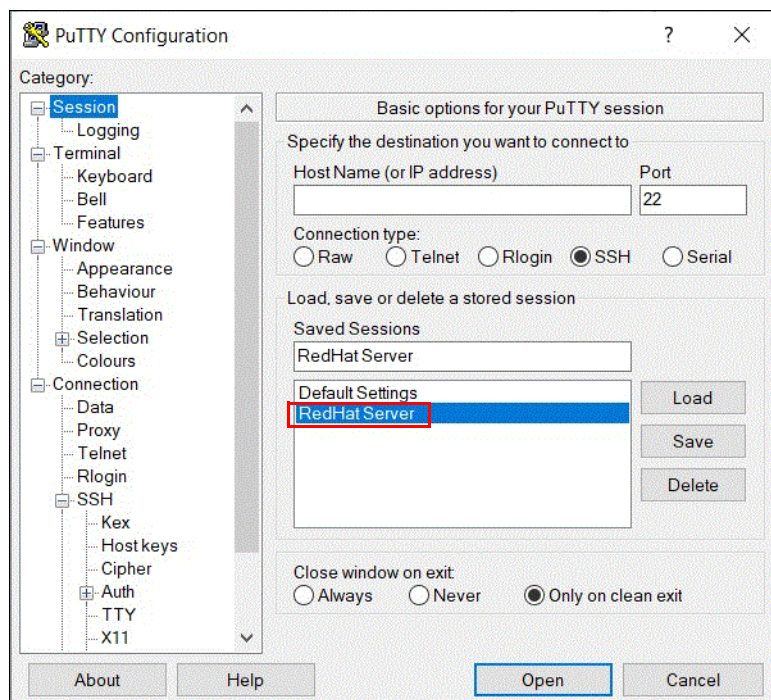 PuTTY Configuration
?
Category:
Session
Logging
Terminal
Keyboard
Bell
Features
Window
Appearance
Behaviour
Translation
Selection
Colours
Connection
Data
Proxy
Telnet
Rlogin
SSH
Kex
Host keys
Cipher
Auth
TTY
X11
Basic options for your PuTTY session
Specify the destination you want to connect to
Host Name (or IP address) Port
22
Connection type:
Raw Telnet Rlogin SSH Serial
Load, save or delete a stored session
Saved Sessions
RedHat Server
Default Settings
RedHat Server
Load
Save
Delete
Close window on exit:
Always Never Only on clean exit
About Help Open Cancel